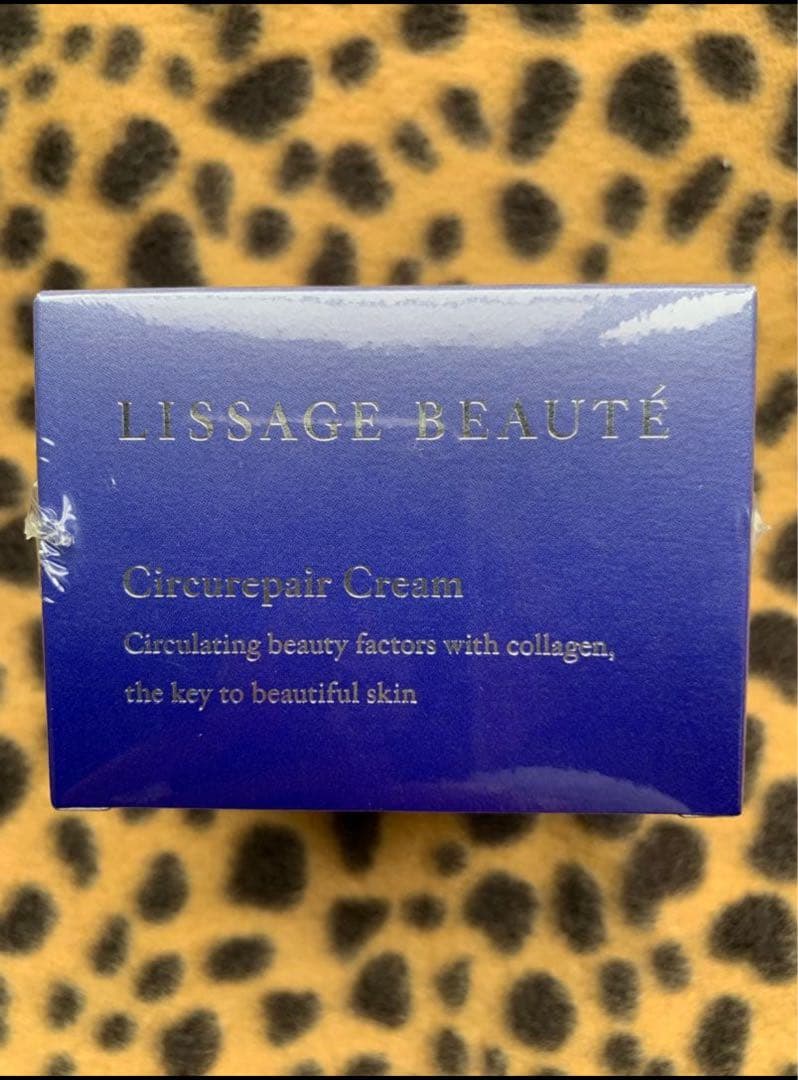 LISSAGE BEAUTÉ
Circurepair Cream
Circulating beauty factors with collagen,
the key to beautiful skin